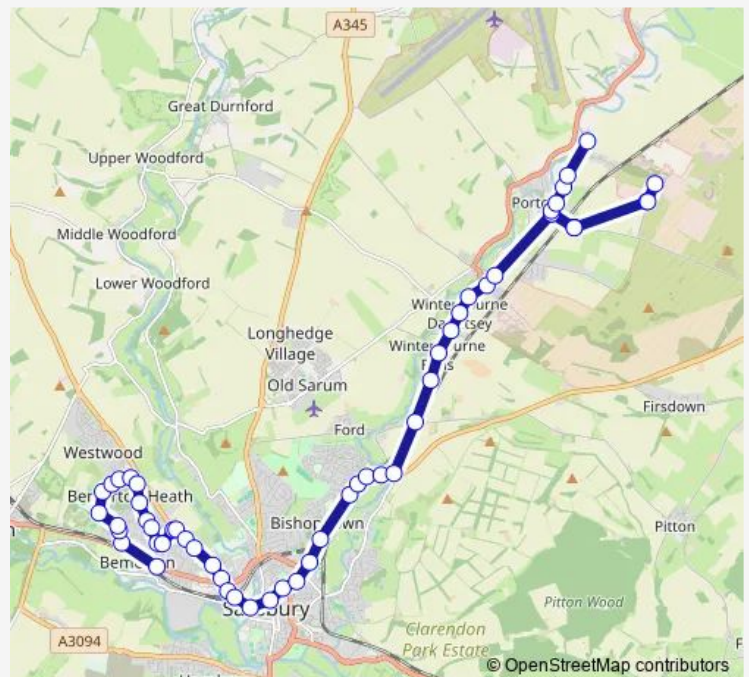 A345
Great Durnford
Upper Woodford
Middle Woodford
Lower Woodford
Longhedge
Village
Old Sarum
Ford
Firsdown
Westwood
Heath
Pitton
Pitton Wood
A3094
Clarendon
Park Estate
© OpenStreetMap contributors